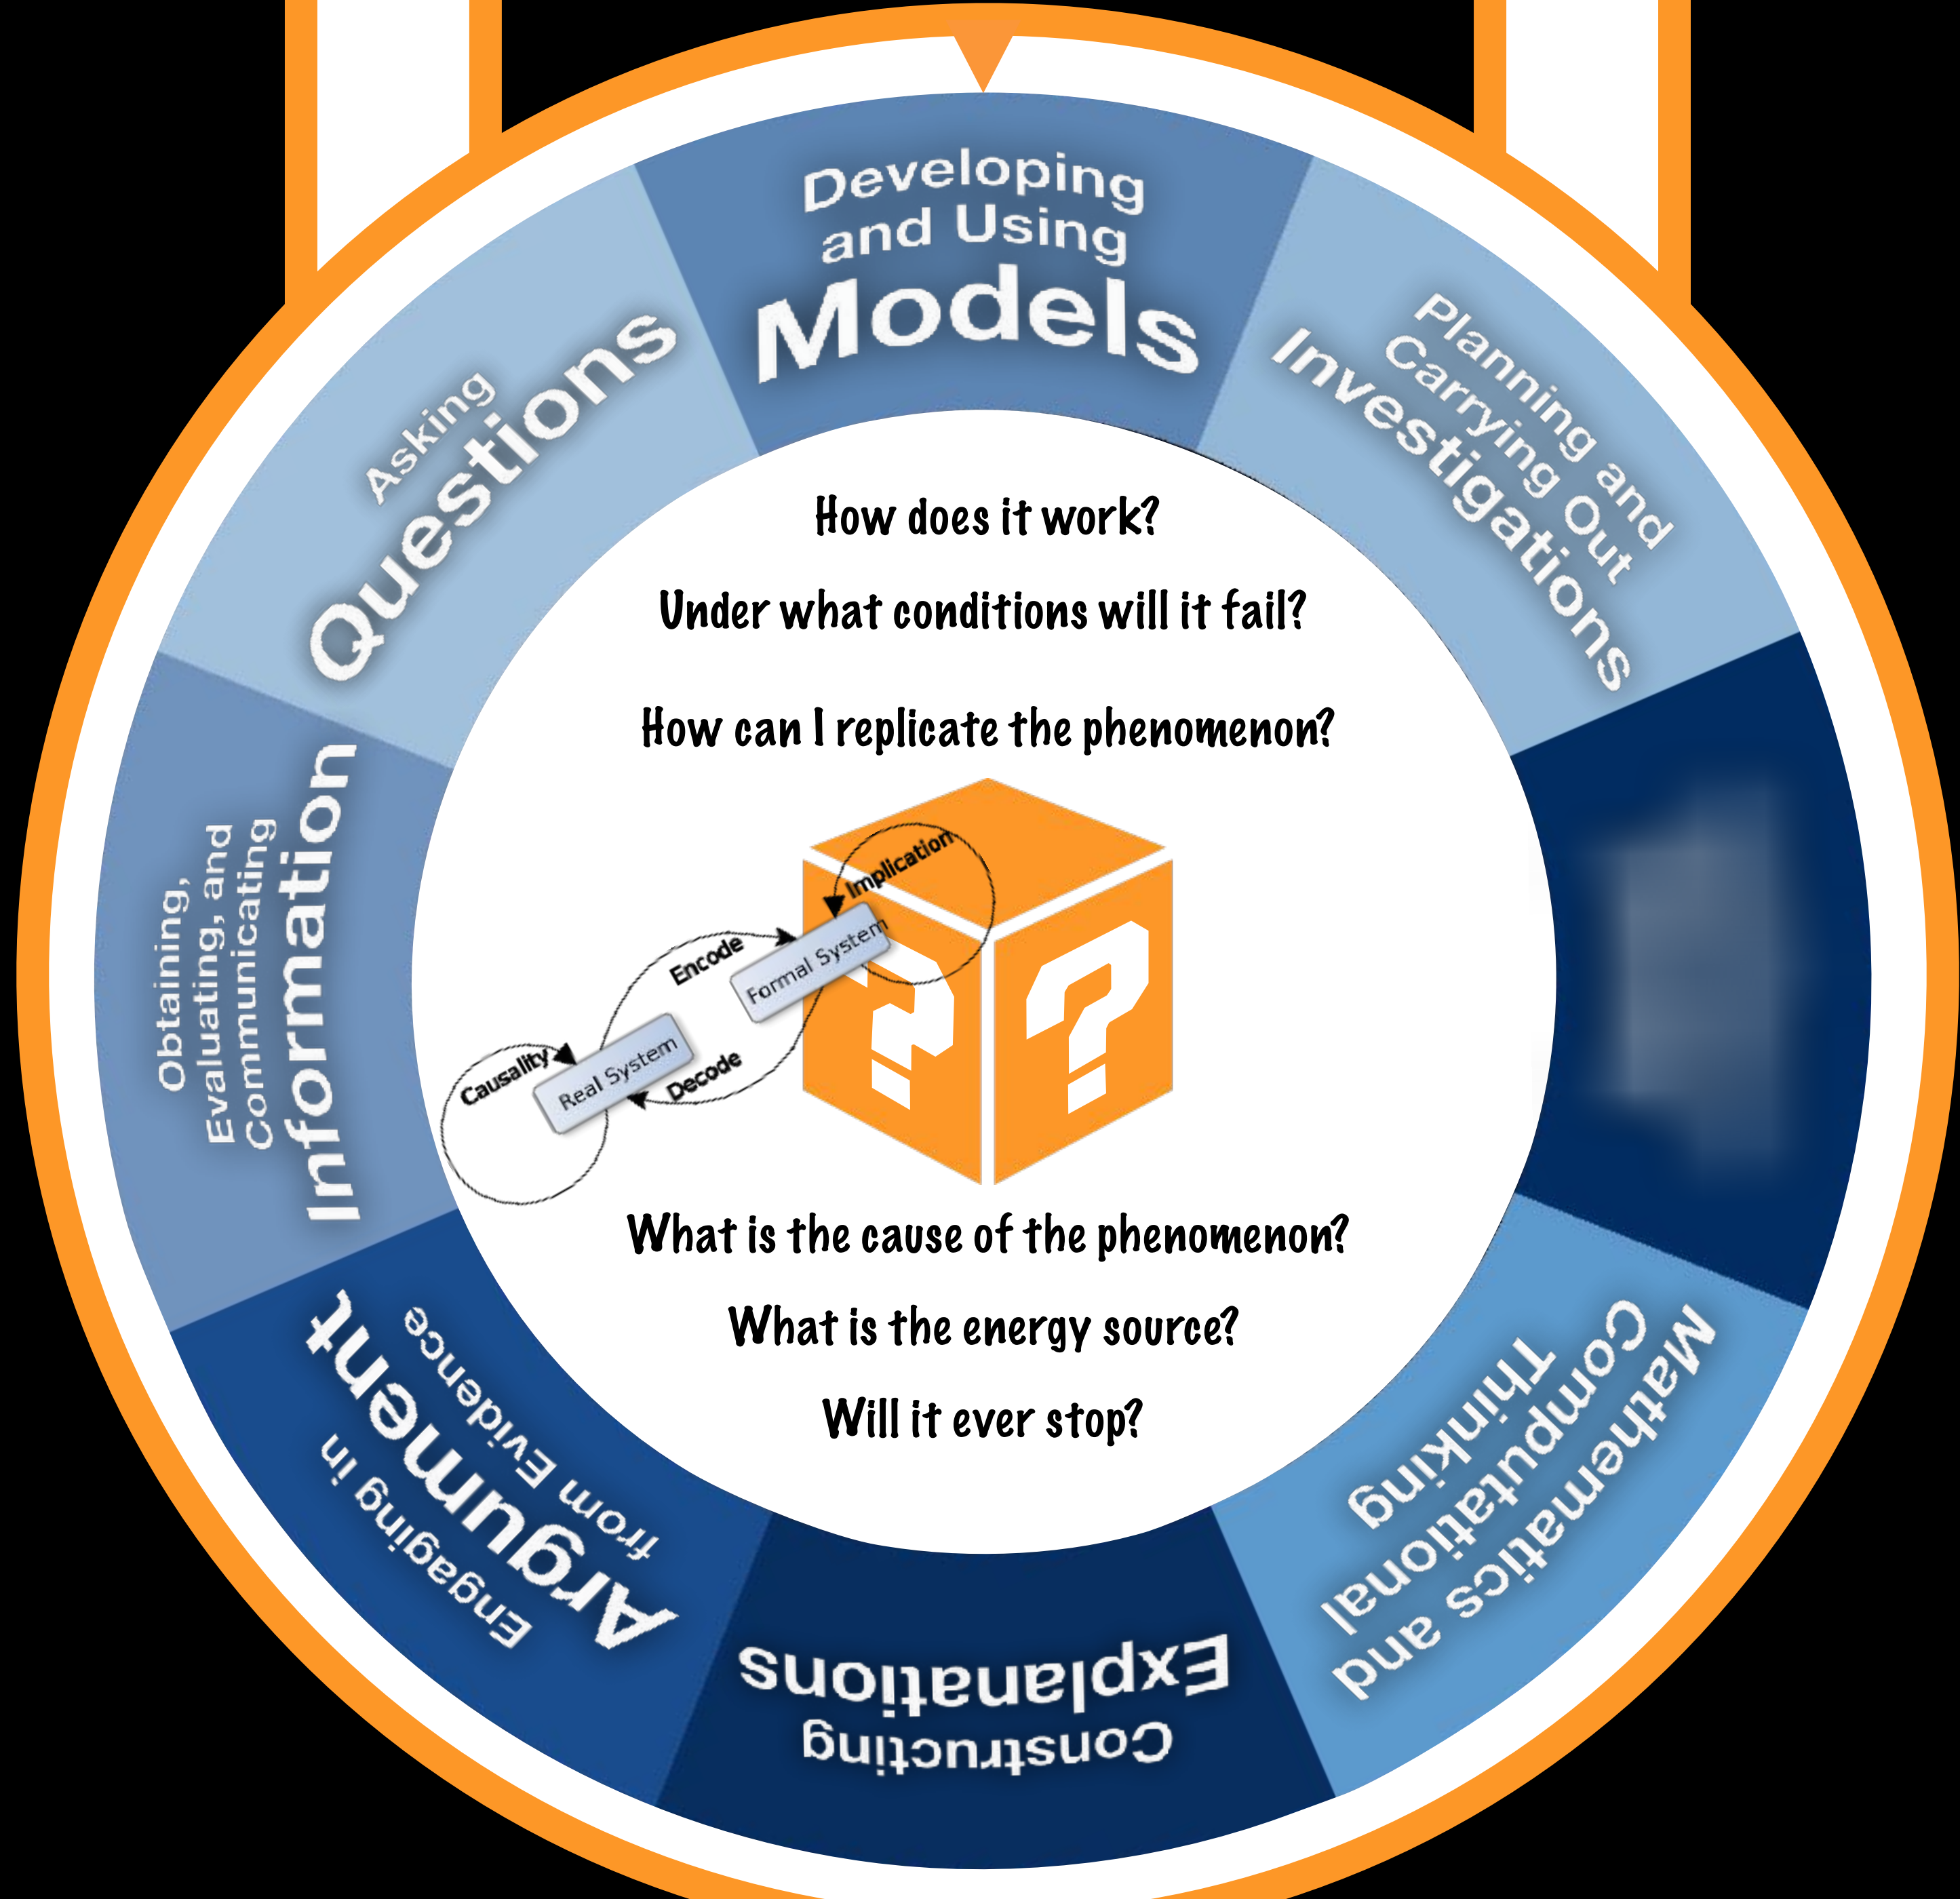 Developing
and Using
Models
Planning and
Carrying Out
Investigations
Mathematics and
Computational
Thinking
Constructing
Explanations
Engaging in
Argument
from Evidence
Obtaining,
Evaluating, and
Communicating
Information
Asking
Questions
How does it work?
Under what conditions will it fail?
How can I replicate the phenomenon?
Implication
Encode
Formal System
Causality
Real System
Decode
?
?
What is the cause of the phenomenon?
What is the energy source?
Will it ever stop?